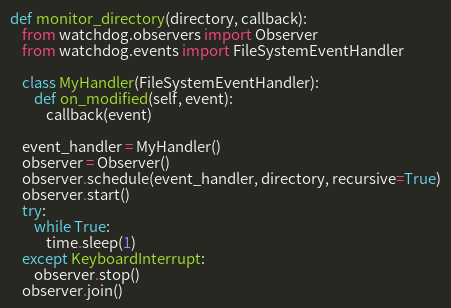 def monitor_directory(directory, callback):
    from watchdog.observers import Observer
    from watchdog.events import FileSystemEventHandler

    class MyHandler(FileSystemEventHandler):
        def on_modified(self, event):
            callback(event)

    event_handler = MyHandler()
    observer = Observer()
    observer.schedule(event_handler, directory, recursive=True)
    observer.start()
    try:
        while True:
            time.sleep(1)
    except KeyboardInterrupt:
        observer.stop()
    observer.join()